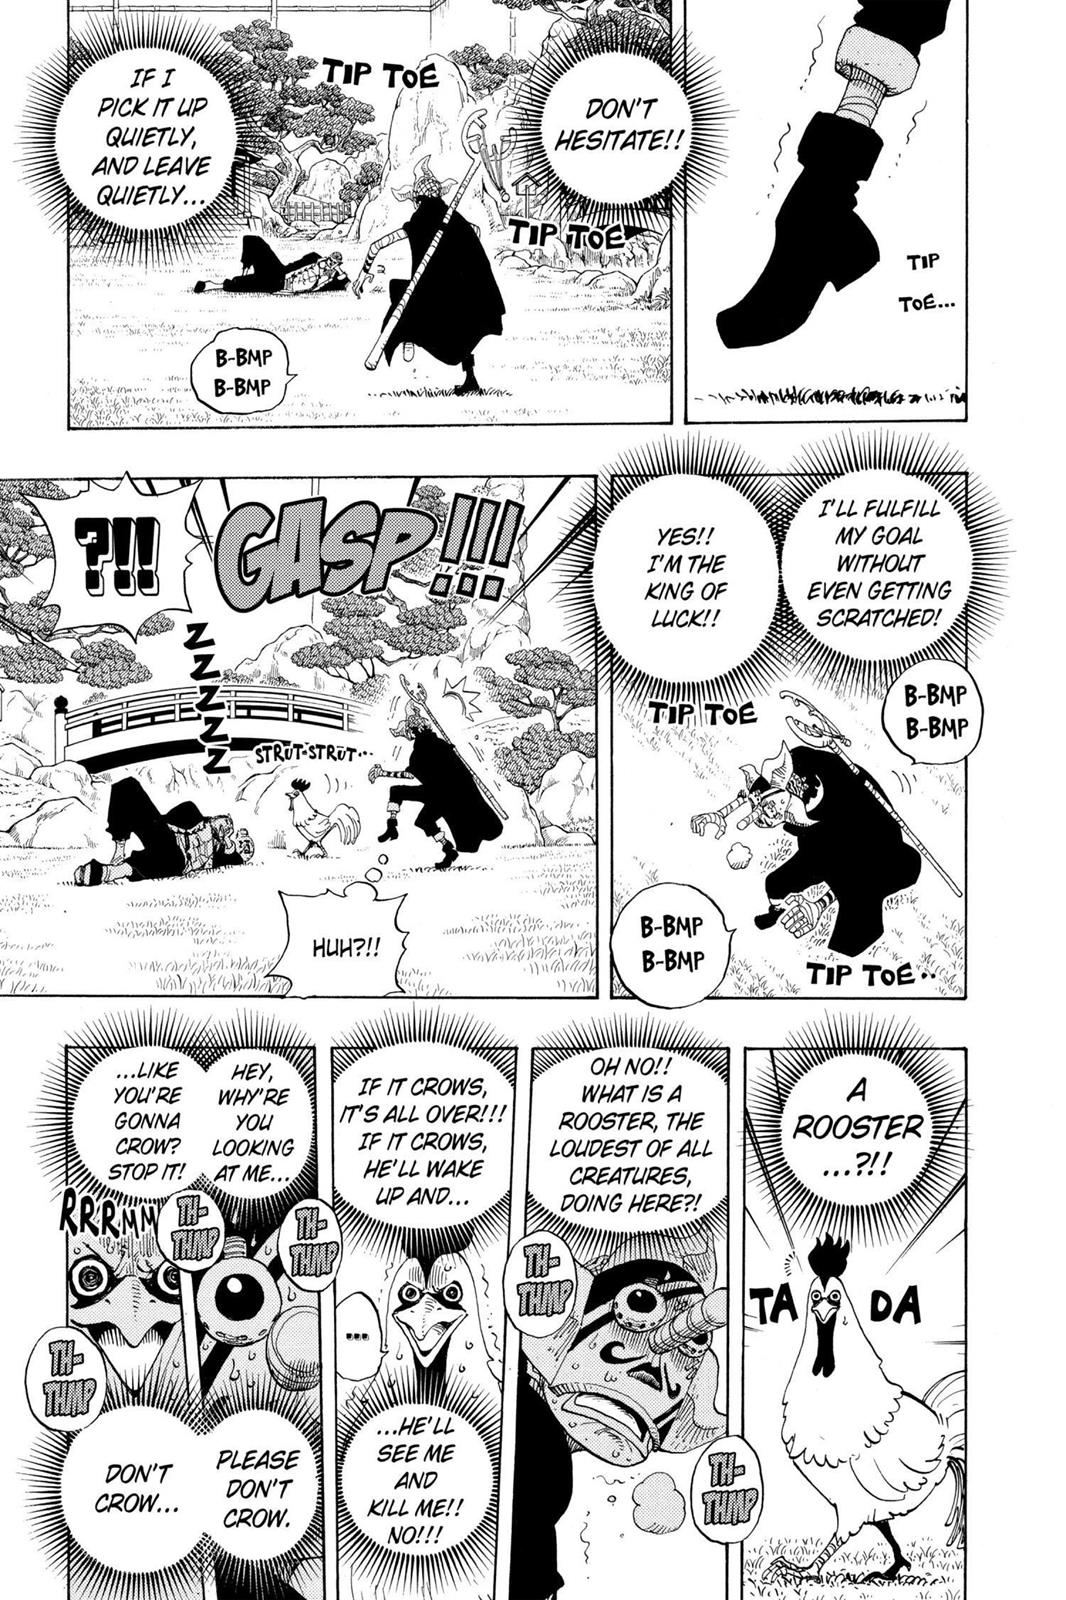 TIP
TOE...
DON'T
HESITATE!!
TIP TOE
TIP TOE
IF I
PICK IT UP
QUIETLY,
AND LEAVE
QUIETLY...
B-BMP
B-BMP
I'LL FULFILL
MY GOAL
WITHOUT
EVEN GETTING
SCRATCHED!
YES!!
I'M THE
KING OF
LUCK!!
B-BMP
B-BMP
TIP TOE
B-BMP
B-BMP
TIP TOE..
GASP!!!
?!!
ZZZZZ
STRUT-STRUT...
HUH?!!
A
ROOSTER
...?!!
TA DA
OH NO!!
WHAT IS A
ROOSTER, THE
LOUDEST OF ALL
CREATURES,
DOING HERE?!
TH-
THMP
TH-
THMP
IF IT CROWS,
IT'S ALL OVER!!!
IF IT CROWS,
HE'LL WAKE
UP AND...
...
...HE'LL
SEE ME
AND
KILL ME!!
NO!!!
HEY,
WHY'RE
YOU
LOOKING
AT ME...
TH-
THMP
TH-
THMP
PLEASE
DON'T
CROW.
...LIKE
YOU'RE
GONNA
CROW?
STOP IT!
RRRMM
TH-
THMP
DON'T
CROW...